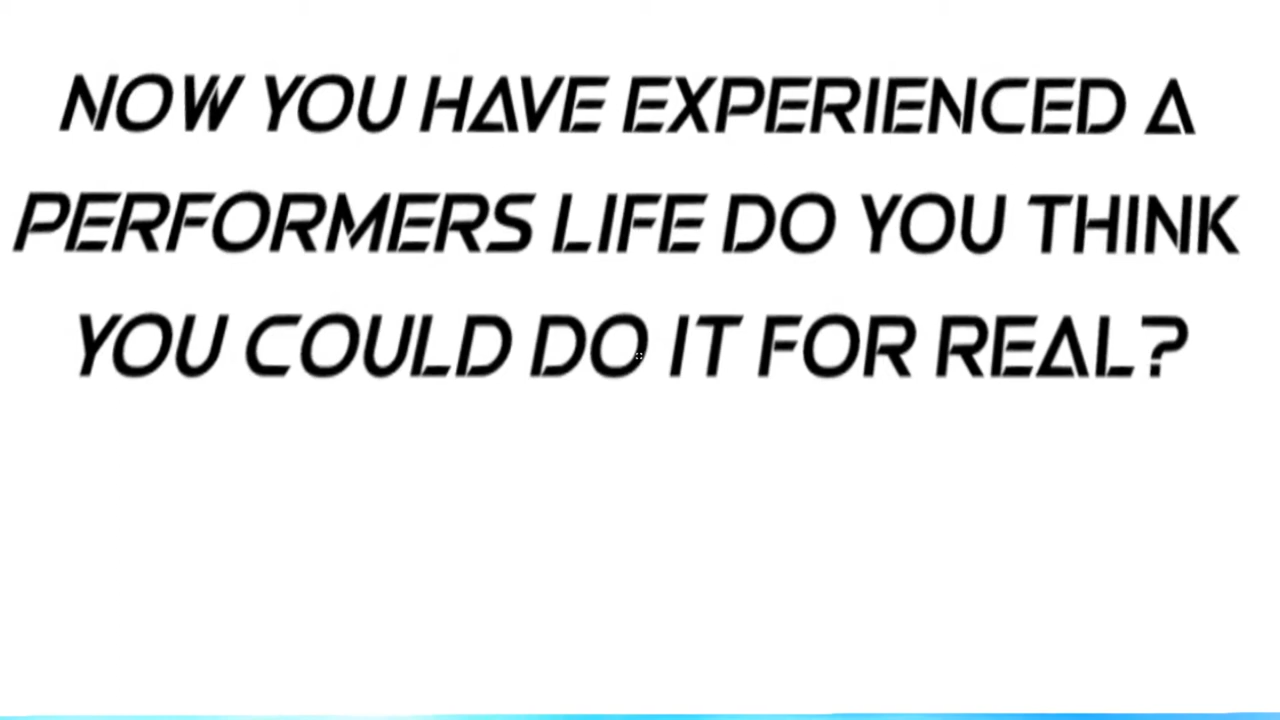 NOW YOU HAVE EXPERIENCED A
PERFORMERS LIFE DO YOU THINK
YOU COULD DO IT FOR REAL?